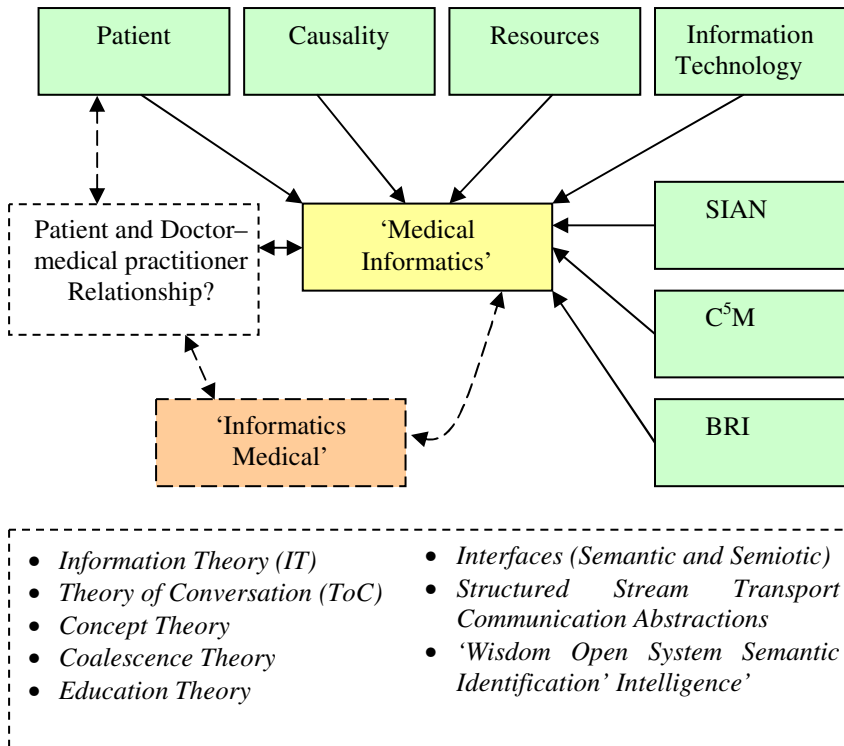 Patient
Causality
Resources
Information
Technology
Patient and Doctor–
medical practitioner
Relationship?
‘Medical
Informatics’
SIAN
C⁵M
BRI
‘Informatics
Medical’
• Information Theory (IT)
• Theory of Conversation (ToC)
• Concept Theory
• Coalescence Theory
• Education Theory
• Interfaces (Semantic and Semiotic)
• Structured Stream Transport
Communication Abstractions
• ‘Wisdom Open System Semantic
Identification’ Intelligence’